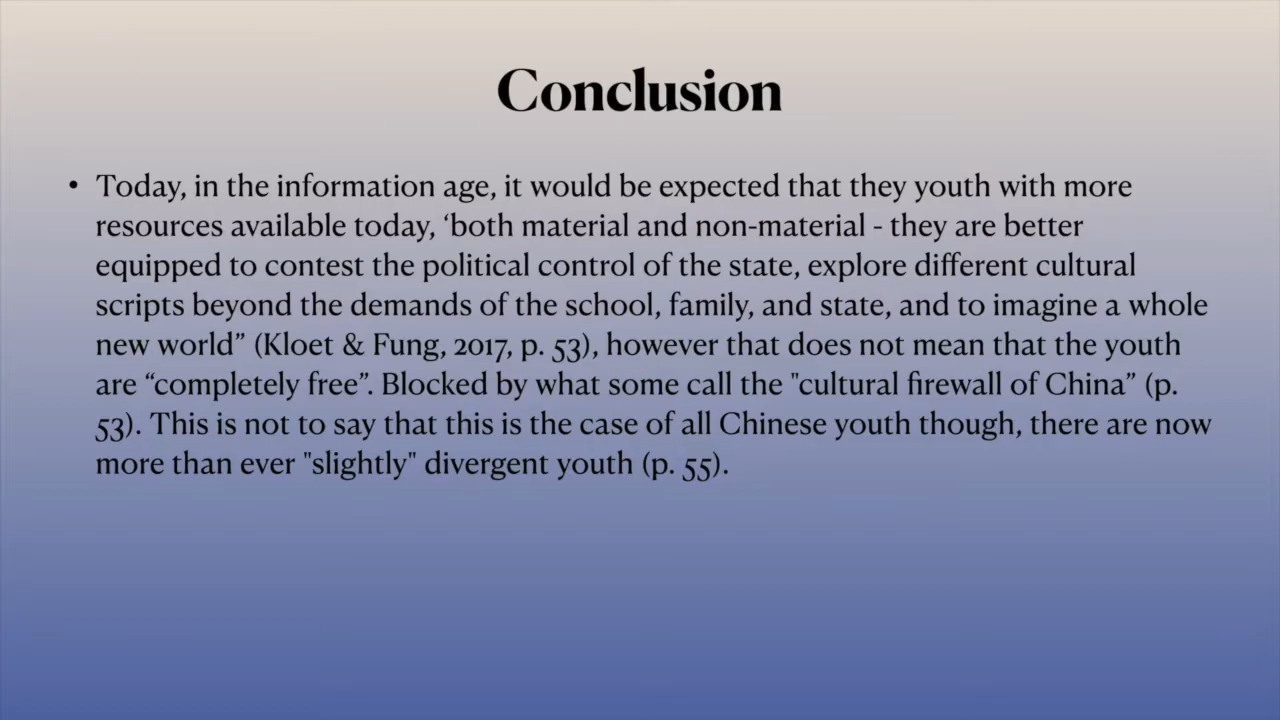 Conclusion
• Today, in the information age, it would be expected that they youth with more
resources available today, ‘both material and non-material - they are better
equipped to contest the political control of the state, explore different cultural
scripts beyond the demands of the school, family, and state, and to imagine a whole
new world” (Kloet & Fung, 2017, p. 53), however that does not mean that the youth
are “completely free”. Blocked by what some call the "cultural firewall of China” (p.
53). This is not to say that this is the case of all Chinese youth though, there are now
more than ever "slightly" divergent youth (p. 55).